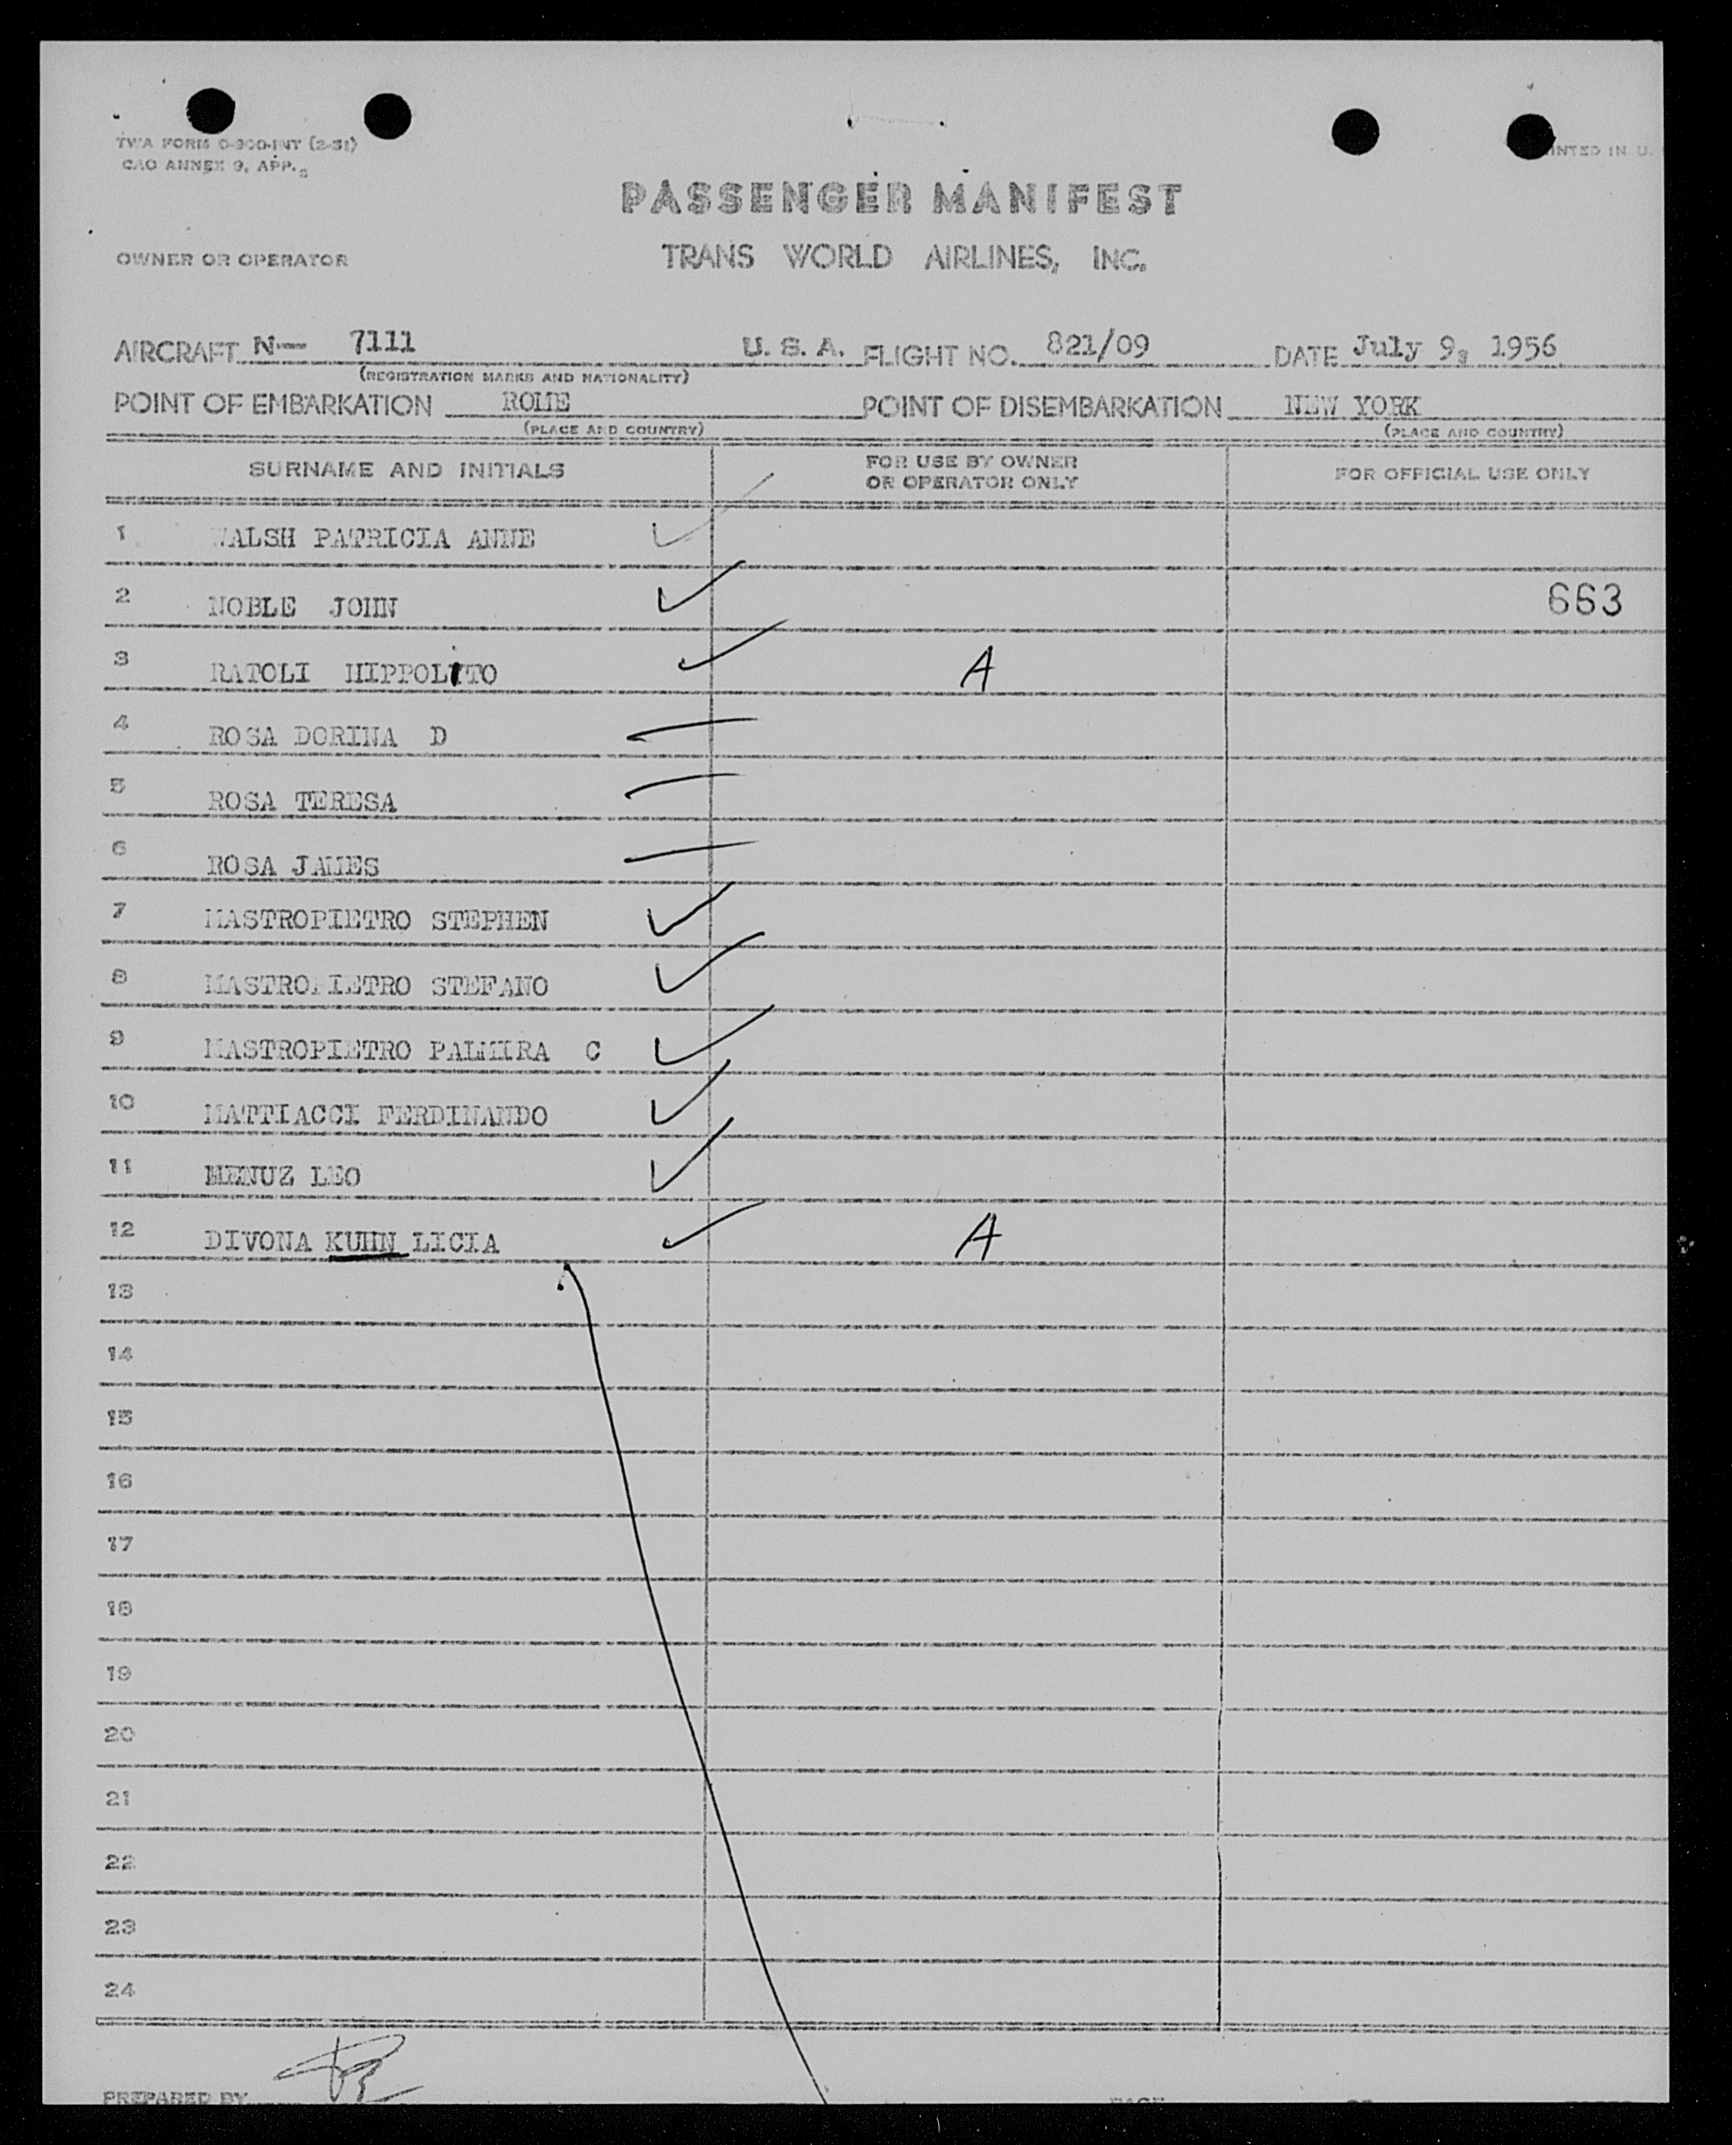 TWA FORM O-900-INT (2-51)
CAO ANNEX 9, APP. 2
INTED IN U.
PASSENGER MANIFEST
OWNER OR OPERATOR TRANS WORLD AIRLINES, INC.
AIRCRAFT N— 7111 U. S. A. FLIGHT NO. 821/09 DATE July 9, 1956
(REGISTRATION MARKS AND NATIONALITY)
POINT OF EMBARKATION ROME POINT OF DISEMBARKATION NEW YORK
(PLACE AND COUNTRY) (PLACE AND COUNTRY)
SURNAME AND INITIALS FOR USE BY OWNER OR OPERATOR ONLY FOR OFFICIAL USE ONLY
1 WALSH PATRICIA ANNE
2 NOBLE JOHN 663
3 RATOLI HIPPOLITO A
4 ROSA DORINA D
5 ROSA TERESA
6 ROSA JAMES
7 MASTROPIETRO STEPHEN
8 MASTROPIETRO STEFANO
9 MASTROPIETRO PALMIRA C
10 MATTIACCI FERDINANDO
11 MENUZ LEO
12 DIVONA KUHN LICIA A
13
14
15
16
17
18
19
20
21
22
23
24
PREPARED BY